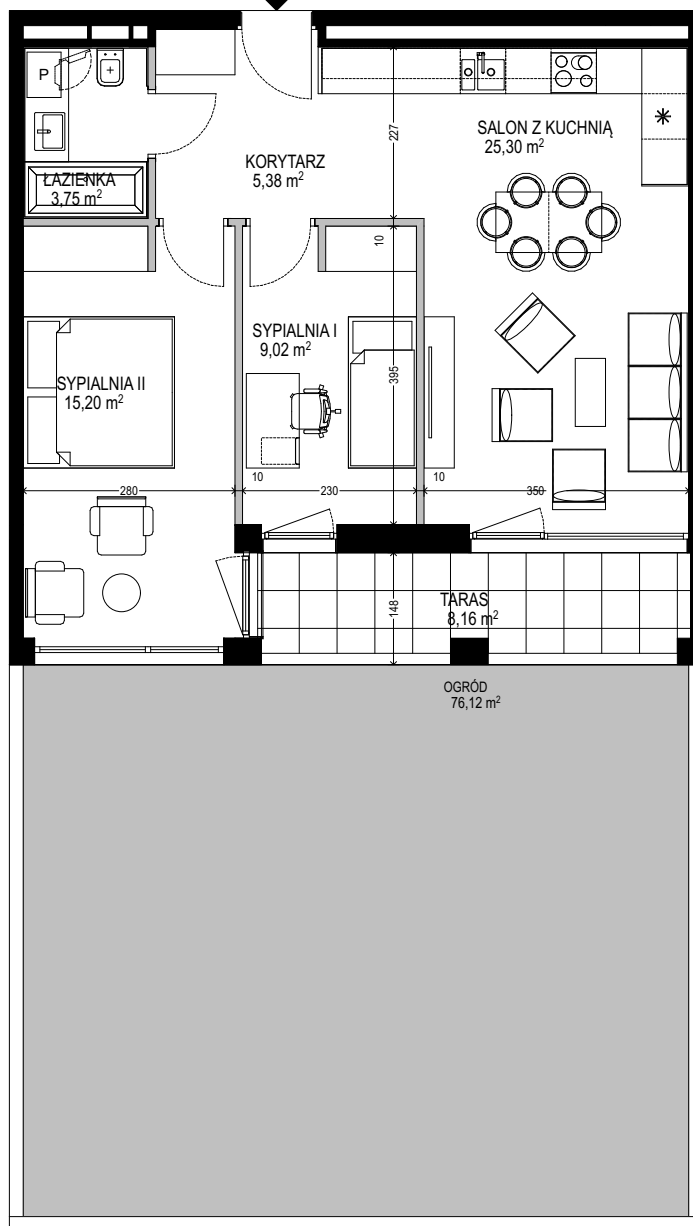 P
SALON Z KUCHNIĄ
25,30 m²
227
KORYTARZ
5,38 m²
ŁAZIENKA
3,75 m²
10
SYPIALNIA I
9,02 m²
SYPIALNIA II
15,20 m²
395
10
10
280
230
350
148
TARAS
8,16 m²
OGRÓD
76,12 m²